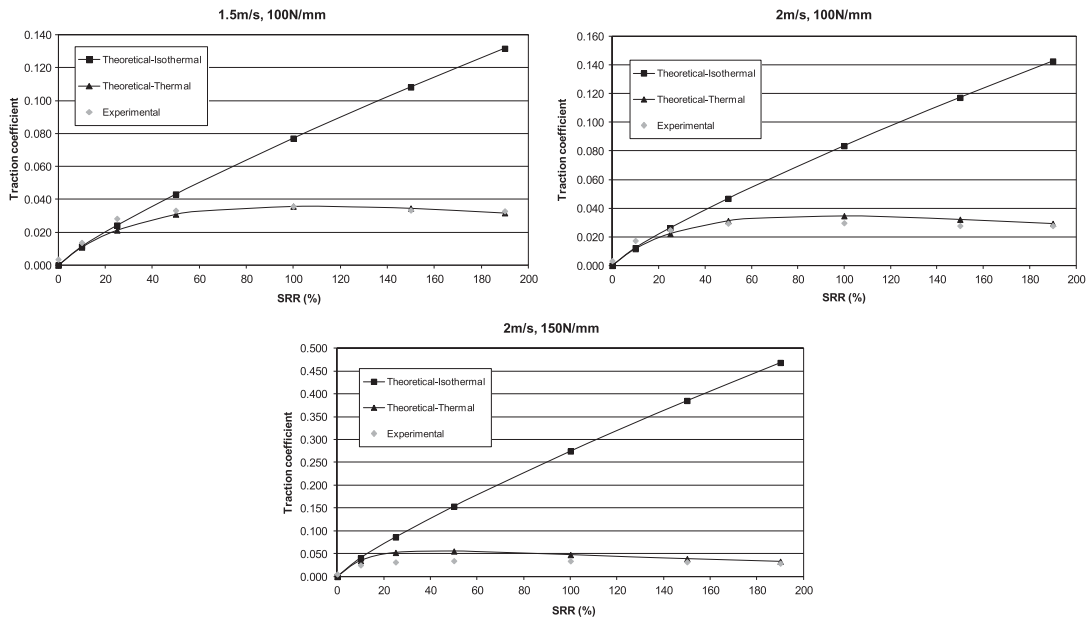 1.5m/s, 100N/mm
Traction coefficient
0.140
0.120
0.100
0.080
0.060
0.040
0.020
0.000
Theoretical-Isothermal
Theoretical-Thermal
Experimental
0 20 40 60 80 100 120 140 160 180 200
SRR (%)
2m/s, 100N/mm
Traction coefficient
0.160
0.140
0.120
0.100
0.080
0.060
0.040
0.020
0.000
Theoretical-Isothermal
Theoretical-Thermal
Experimental
0 20 40 60 80 100 120 140 160 180 200
SRR (%)
2m/s, 150N/mm
Traction coefficient
0.500
0.450
0.400
0.350
0.300
0.250
0.200
0.150
0.100
0.050
0.000
Theoretical-Isothermal
Theoretical-Thermal
Experimental
0 20 40 60 80 100 120 140 160 180 200
SRR (%)